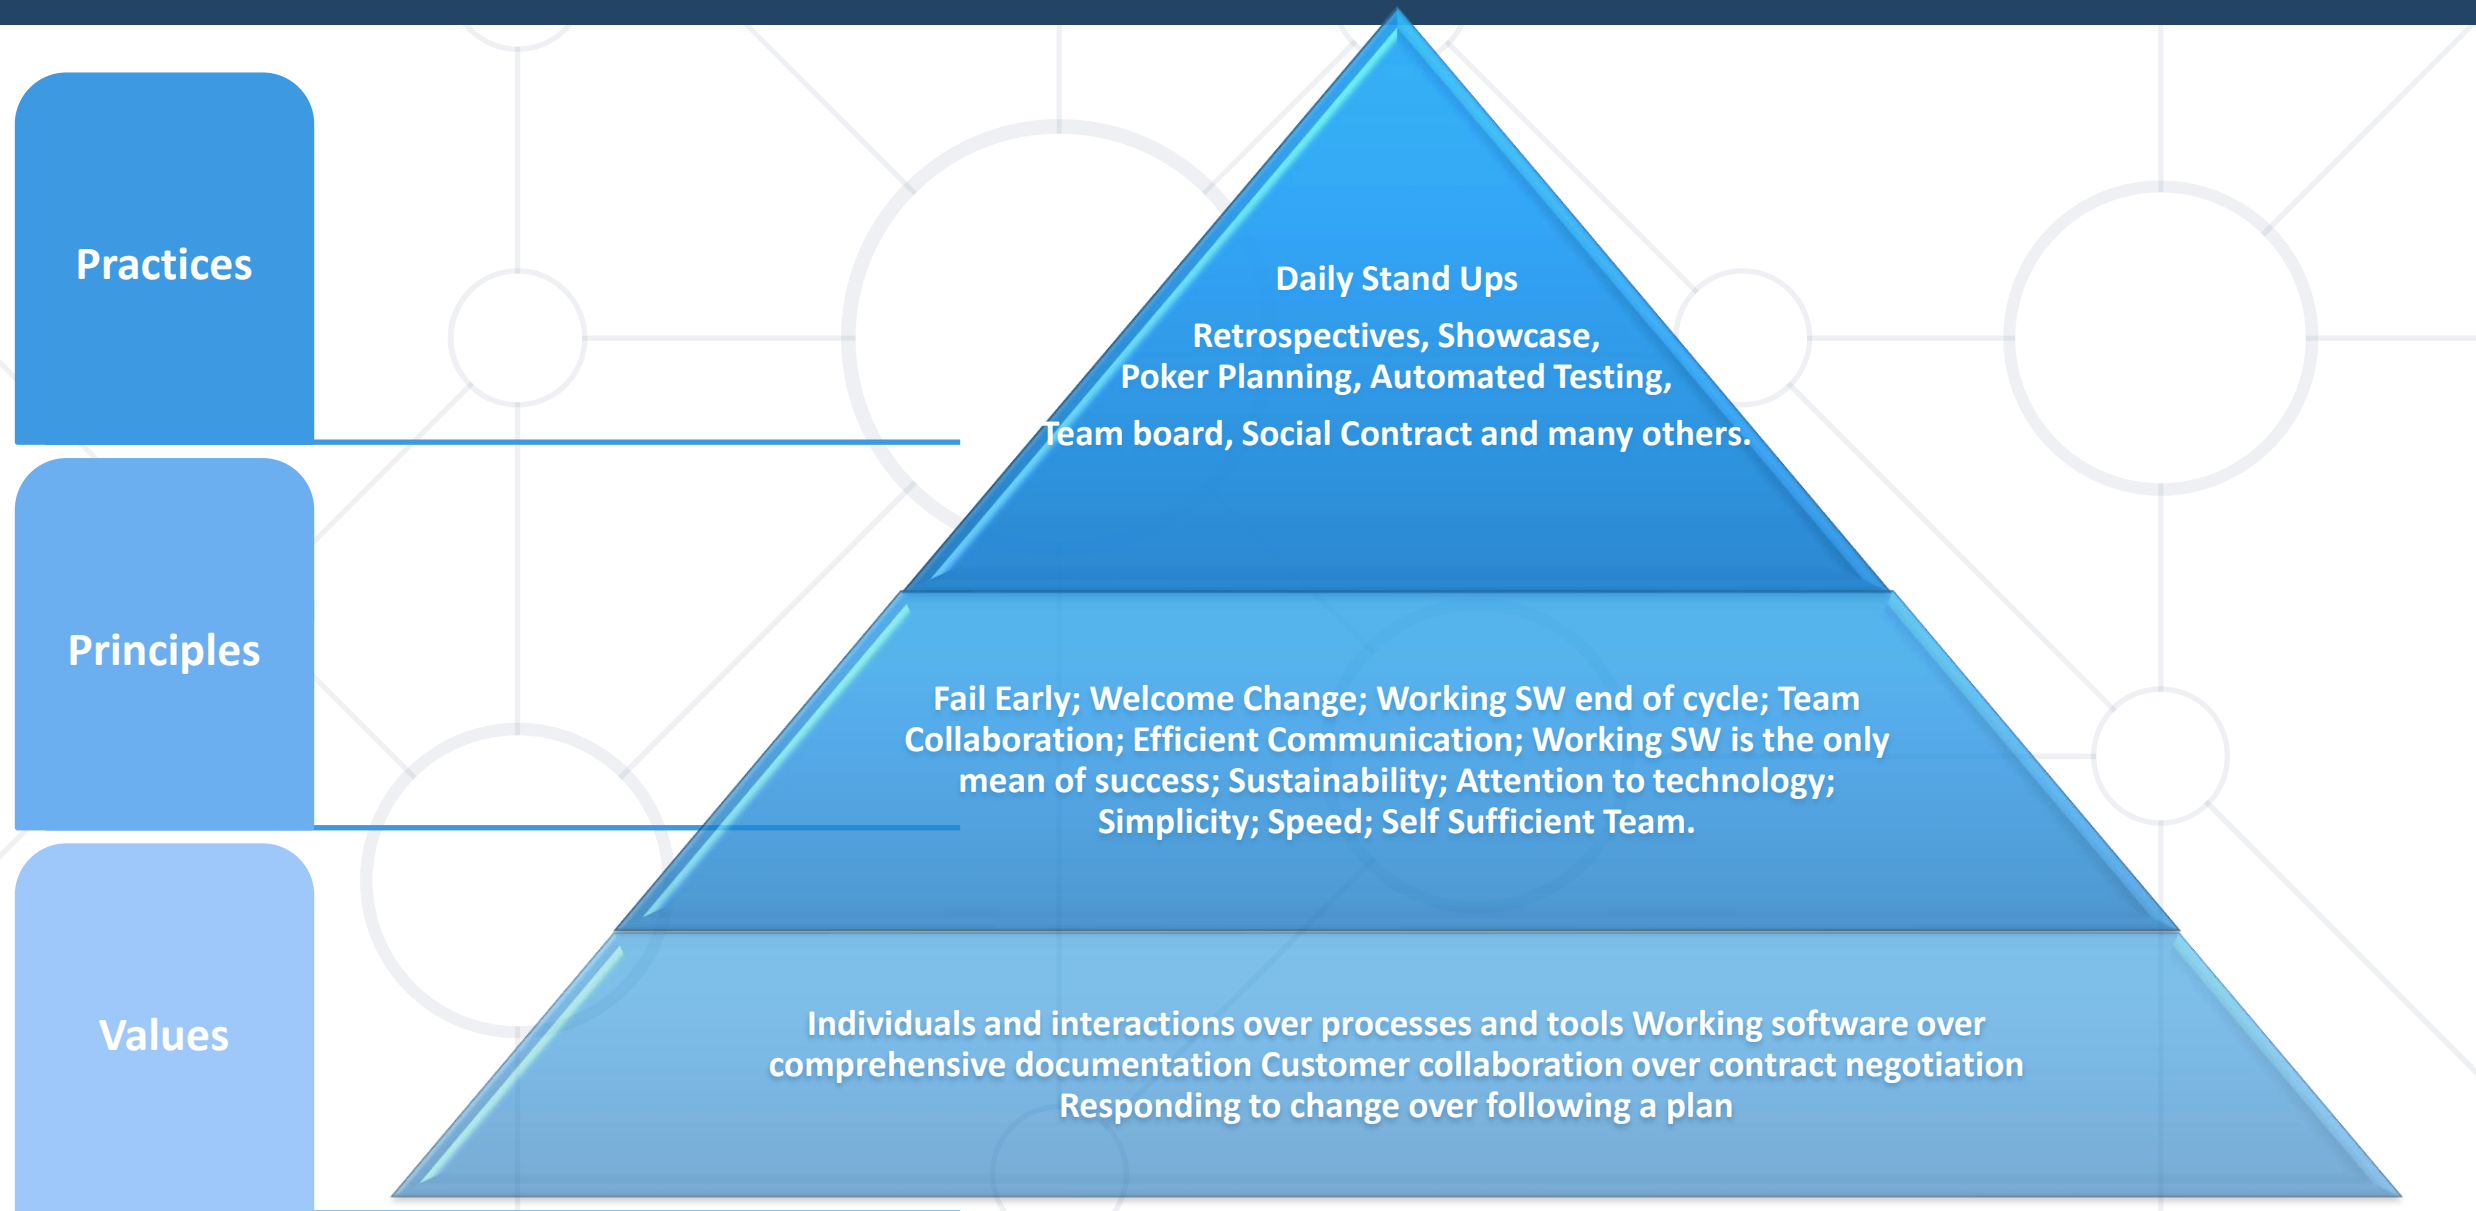 Practices
Daily Stand Ups
Retrospectives, Showcase,
Poker Planning, Automated Testing,
Team board, Social Contract and many others.
Principles
Fail Early; Welcome Change; Working SW end of cycle; Team
Collaboration; Efficient Communication; Working SW is the only
mean of success; Sustainability; Attention to technology;
Simplicity; Speed; Self Sufficient Team.
Values
Individuals and interactions over processes and tools Working software over
comprehensive documentation Customer collaboration over contract negotiation
Responding to change over following a plan